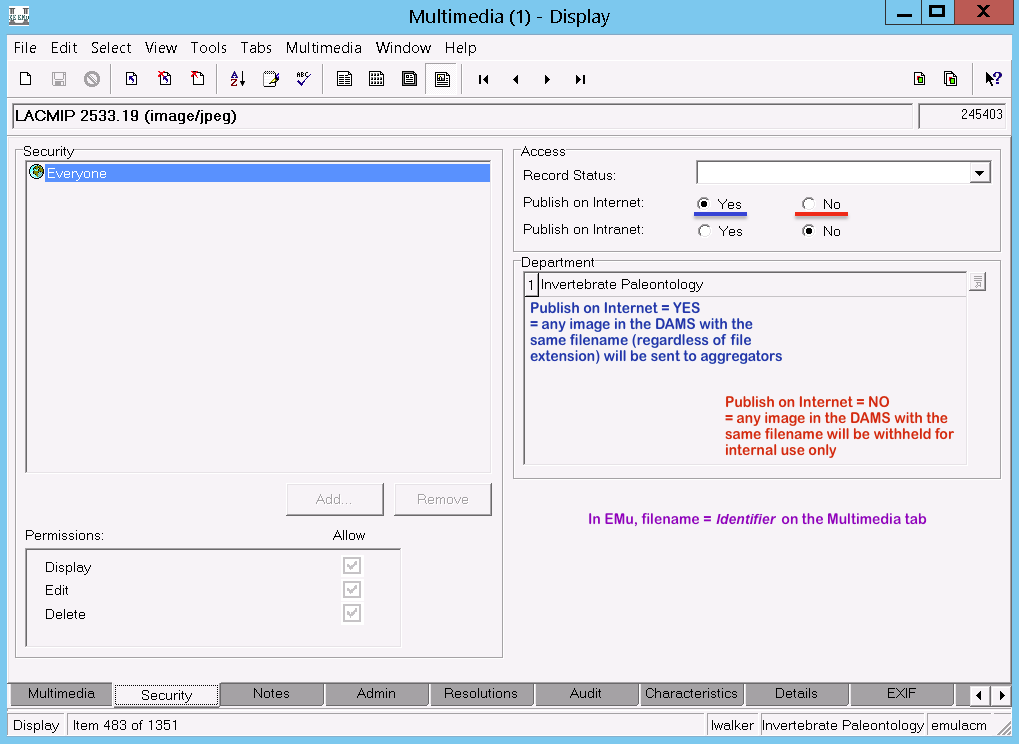 Multimedia (1) - Display
File Edit Select View Tools Tabs Multimedia Window Help
LACMIP 2533.19 (image/jpeg)
245403
Security
Everyone
Add...
Remove
Permissions:
Allow
Display
Edit
Delete
Access
Record Status:
Publish on Internet:
Yes
No
Publish on Intranet:
Yes
No
Department
1 Invertebrate Paleontology
Publish on Internet = YES
= any image in the DAMS with the
same filename (regardless of file
extension) will be sent to aggregators
Publish on Internet = NO
= any image in the DAMS with the
same filename will be withheld for
internal use only
In EMu, filename = Identifier on the Multimedia tab
Multimedia Security Notes Admin Resolutions Audit Characteristics Details EXIF
Display Item 483 of 1351 lwalker Invertebrate Paleontology emulacm